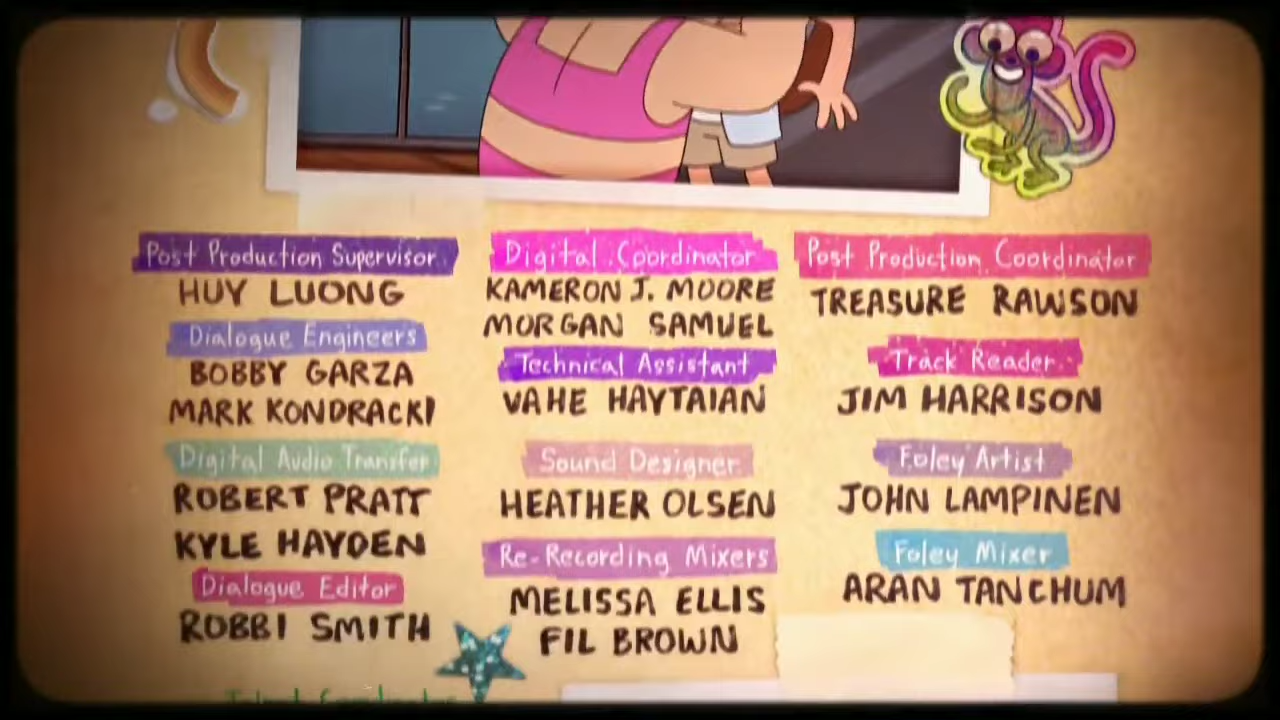 Post Production Supervisor
HUY LUONG
Dialogue Engineers
BOBBY GARZA
MARK KONDRACKI
Digital Audio Transfer
ROBERT PRATT
KYLE HAYDEN
Dialogue Editor
ROBBI SMITH
Digital Coordinator
KAMERON J. MOORE
MORGAN SAMUEL
Technical Assistant
VAHE HAYTAIAN
Sound Designer
HEATHER OLSEN
Re-Recording Mixers
MELISSA ELLIS
FIL BROWN
Post Production Coordinator
TREASURE RAWSON
Track Reader
JIM HARRISON
Foley Artist
JOHN LAMPINEN
Foley Mixer
ARAN TANCHUM